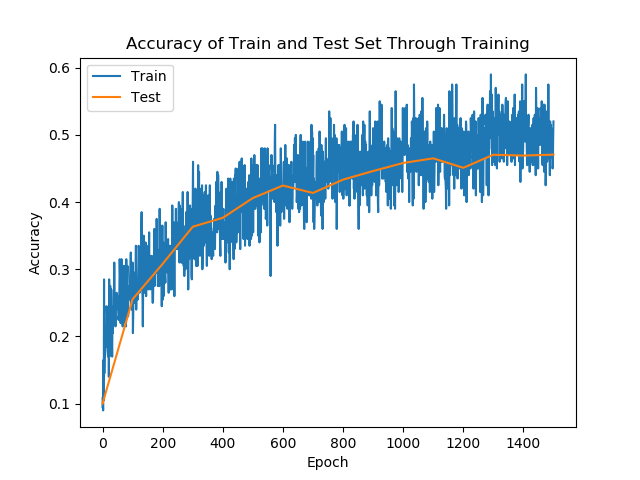 Accuracy of Train and Test Set Through Training
Train
Test
0.6
0.5
0.4
0.3
0.2
0.1
Accuracy
0 200 400 600 800 1000 1200 1400
Epoch